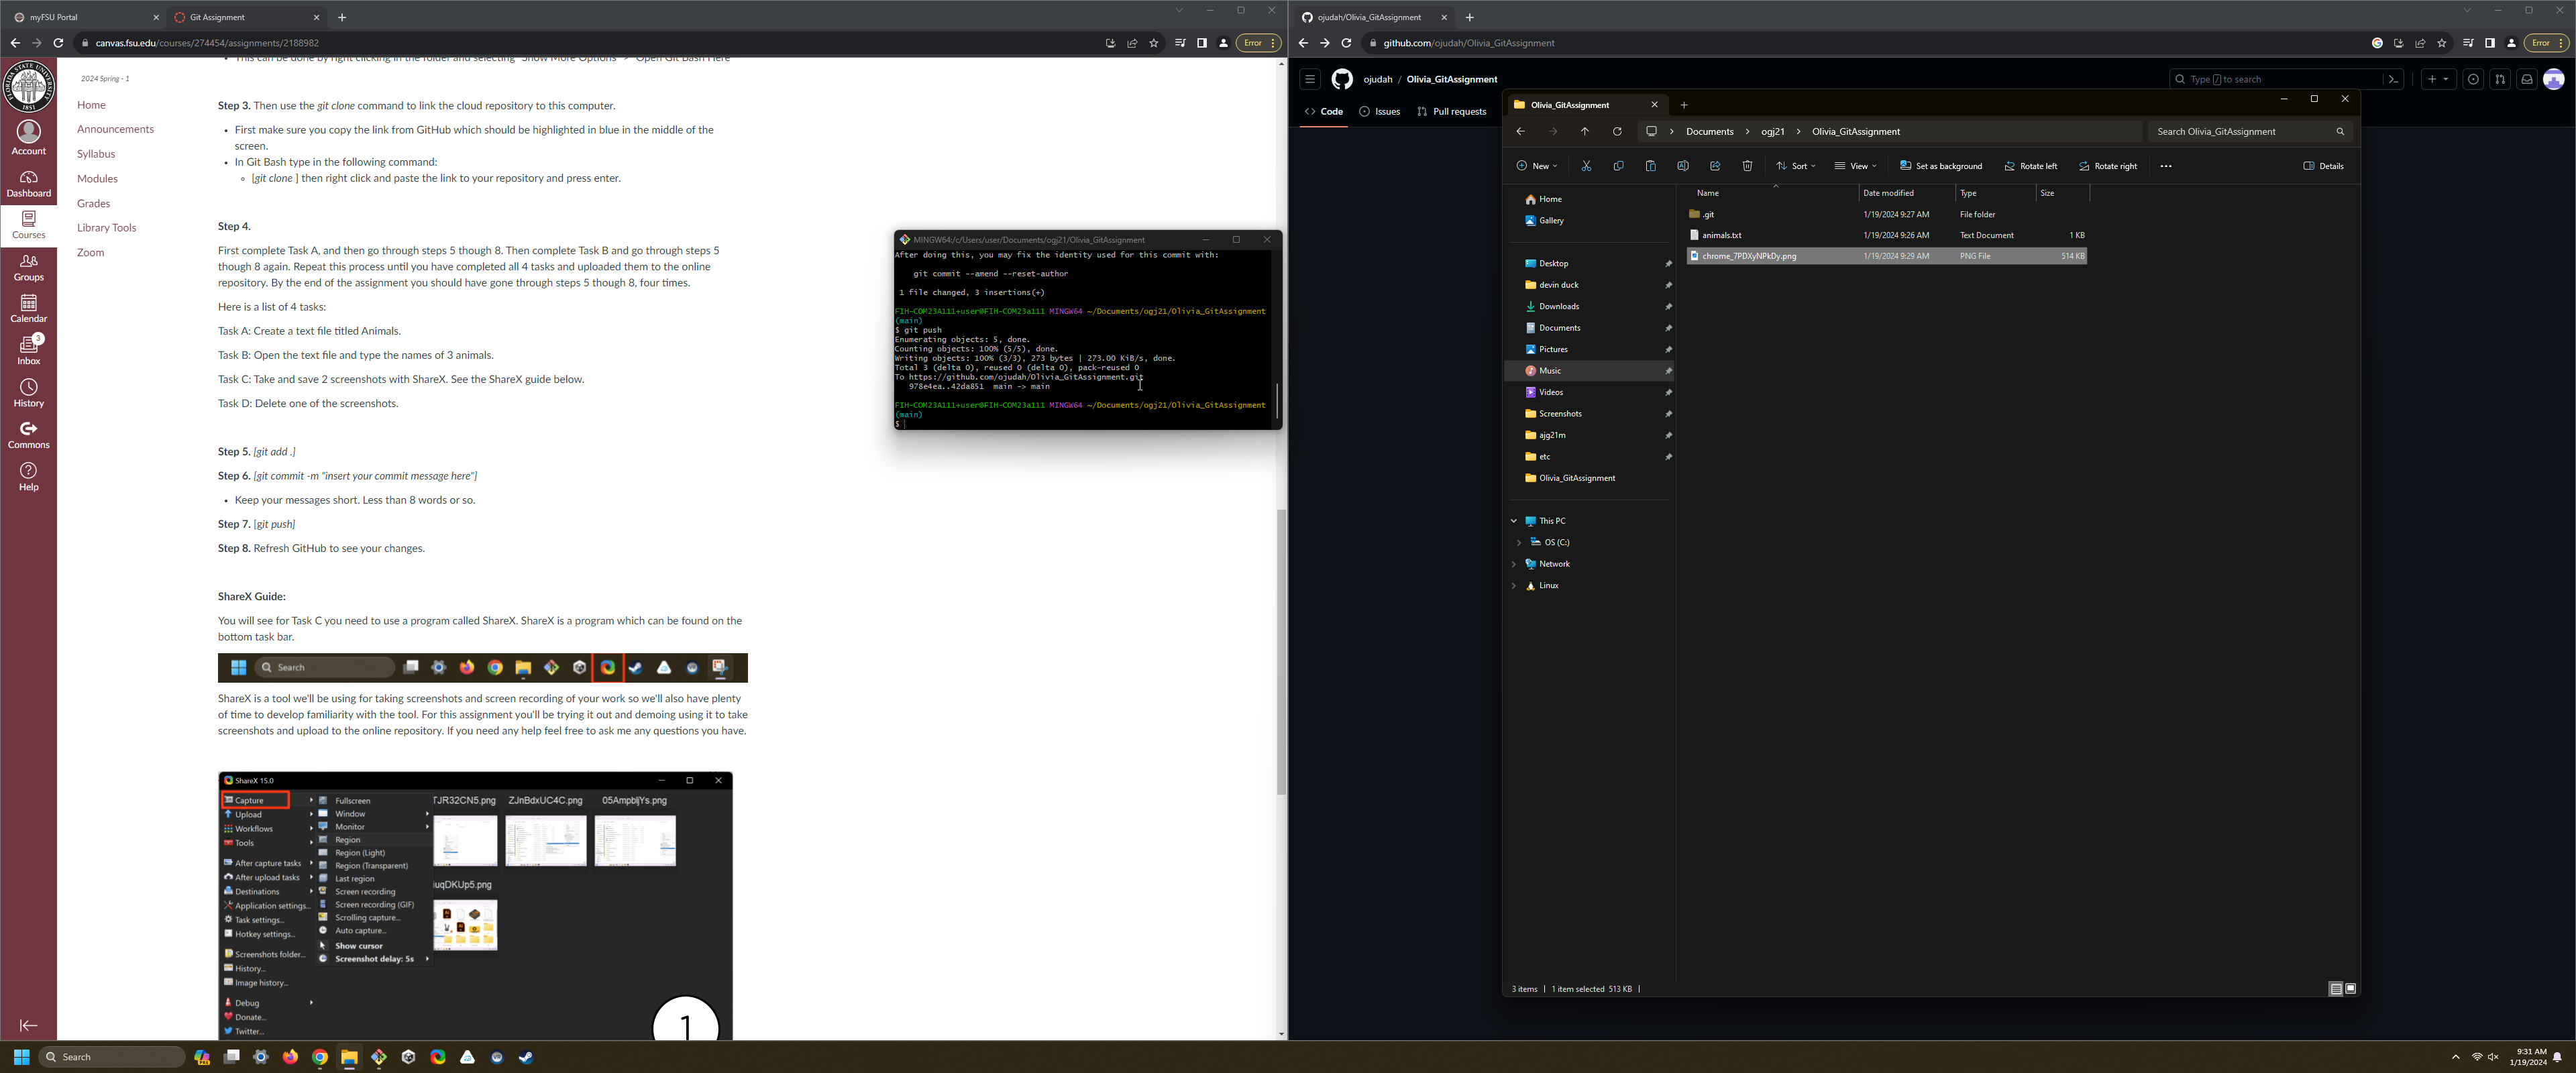 myFSU Portal
Git Assignment
canvas.fsu.edu/courses/274454/assignments/2188982
Error
Account
Dashboard
Courses
Groups
Calendar
3
Inbox
History
Commons
Help
2024 Spring - 1
Home
Announcements
Syllabus
Modules
Grades
Library Tools
Zoom
This can be done by right clicking in the folder and selecting "Show More Options" > "Open Git Bash Here"
Step 3. Then use the git clone command to link the cloud repository to this computer.
First make sure you copy the link from GitHub which should be highlighted in blue in the middle of the
screen.
In Git Bash type in the following command:
[git clone ] then right click and paste the link to your repository and press enter.
Step 4.
First complete Task A, and then go through steps 5 though 8. Then complete Task B and go through steps 5
though 8 again. Repeat this process until you have completed all 4 tasks and uploaded them to the online
repository. By the end of the assignment you should have gone through steps 5 though 8, four times.
Here is a list of 4 tasks:
Task A: Create a text file titled Animals.
Task B: Open the text file and type the names of 3 animals.
Task C: Take and save 2 screenshots with ShareX. See the ShareX guide below.
Task D: Delete one of the screenshots.
Step 5. [git add .]
Step 6. [git commit -m "insert your commit message here"]
Keep your messages short. Less than 8 words or so.
Step 7. [git push]
Step 8. Refresh GitHub to see your changes.
ShareX Guide:
You will see for Task C you need to use a program called ShareX. ShareX is a program which can be found on the
bottom task bar.
Search
ShareX is a tool we'll be using for taking screenshots and screen recording of your work so we'll also have plenty
of time to develop familiarity with the tool. For this assignment you'll be trying it out and demoing using it to take
screenshots and upload to the online repository. If you need any help feel free to ask me any questions you have.
ShareX 15.0
Capture
Upload
Workflows
Tools
After capture tasks
After upload tasks
Destinations
Application settings...
Task settings...
Hotkey settings...
Screenshots folder...
History...
Image history...
Debug
Donate...
Twitter...
Fullscreen
Window
Monitor
Region
Region (Light)
Region (Transparent)
Last region
Screen recording
Screen recording (GIF)
Scrolling capture...
Auto capture...
Show cursor
Screenshot delay: 5s
TJR32CN5.png
ZJnBdxUC4C.png
05AmpbljYs.png
iuqDKUp5.png
1
MINGW64:/c/Users/user/Documents/ogj21/Olivia_GitAssignment
After doing this, you may fix the identity used for this commit with:
git commit --amend --reset-author
1 file changed, 3 insertions(+)
FIH-COM23A111+user@FIH-COM23a111 MINGW64 ~/Documents/ogj21/Olivia_GitAssignment
(main)
$ git push
Enumerating objects: 5, done.
Counting objects: 100% (5/5), done.
Writing objects: 100% (3/3), 273 bytes | 273.00 KiB/s, done.
Total 3 (delta 0), reused 0 (delta 0), pack-reused 0
To https://github.com/ojudah/Olivia_GitAssignment.git
978e4ea..42da851 main -> main
FIH-COM23A111+user@FIH-COM23a111 MINGW64 ~/Documents/ogj21/Olivia_GitAssignment
(main)
$
ojudah/Olivia_GitAssignment
github.com/ojudah/Olivia_GitAssignment
Error
ojudah / Olivia_GitAssignment
Type / to search
Code
Issues
Pull requests
Olivia_GitAssignment
Documents > ogj21 > Olivia_GitAssignment
Search Olivia_GitAssignment
New
Sort
View
Set as background
Rotate left
Rotate right
Details
Home
Gallery
Desktop
devin duck
Downloads
Documents
Pictures
Music
Videos
Screenshots
ajg21m
etc
Olivia_GitAssignment
This PC
OS (C:)
Network
Linux
Name Date modified Type Size
.git 1/19/2024 9:27 AM File folder
animals.txt 1/19/2024 9:26 AM Text Document 1 KB
chrome_7PDXyNPkDy.png 1/19/2024 9:29 AM PNG File 514 KB
3 items 1 item selected 513 KB
Search
9:31 AM
1/19/2024